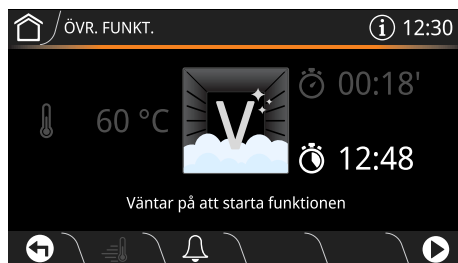 ÖVR. FUNKT.
i 12:30
00:18'
60 °C
V
12:48
Väntar på att starta funktionen